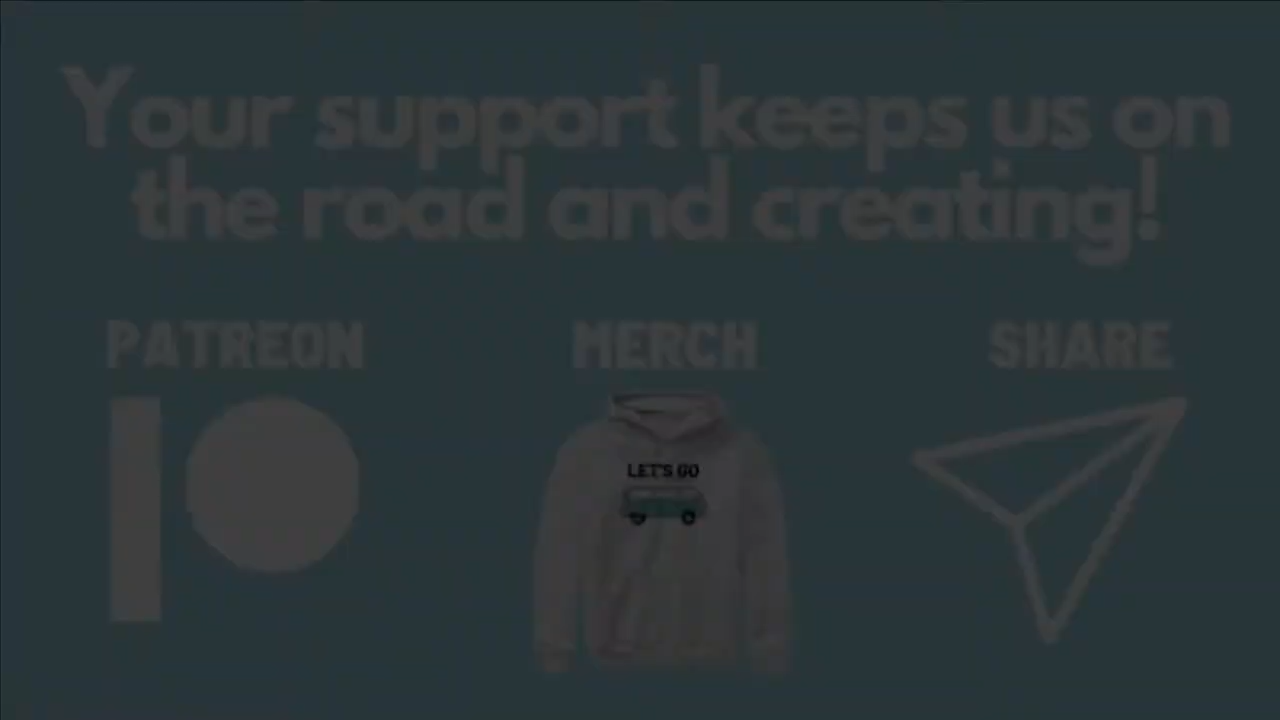 Your support keeps us on
the road and creating!
PATREON
MERCH
SHARE
LET'S GO